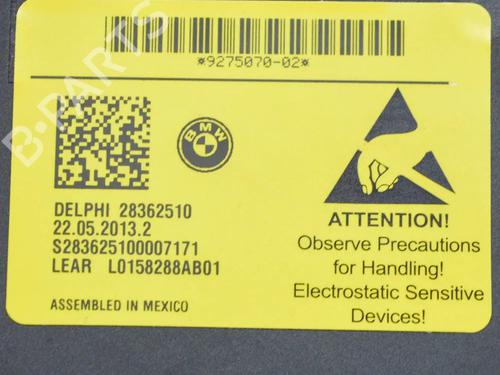 *9275070-02*
BMW
DELPHI 28362510
22.05.2013.2
S283625100007171
LEAR L0158288AB01
ASSEMBLED IN MEXICO
ATTENTION!
Observe Precautions
for Handling!
Electrostatic Sensitive
Devices!
B-PARTS